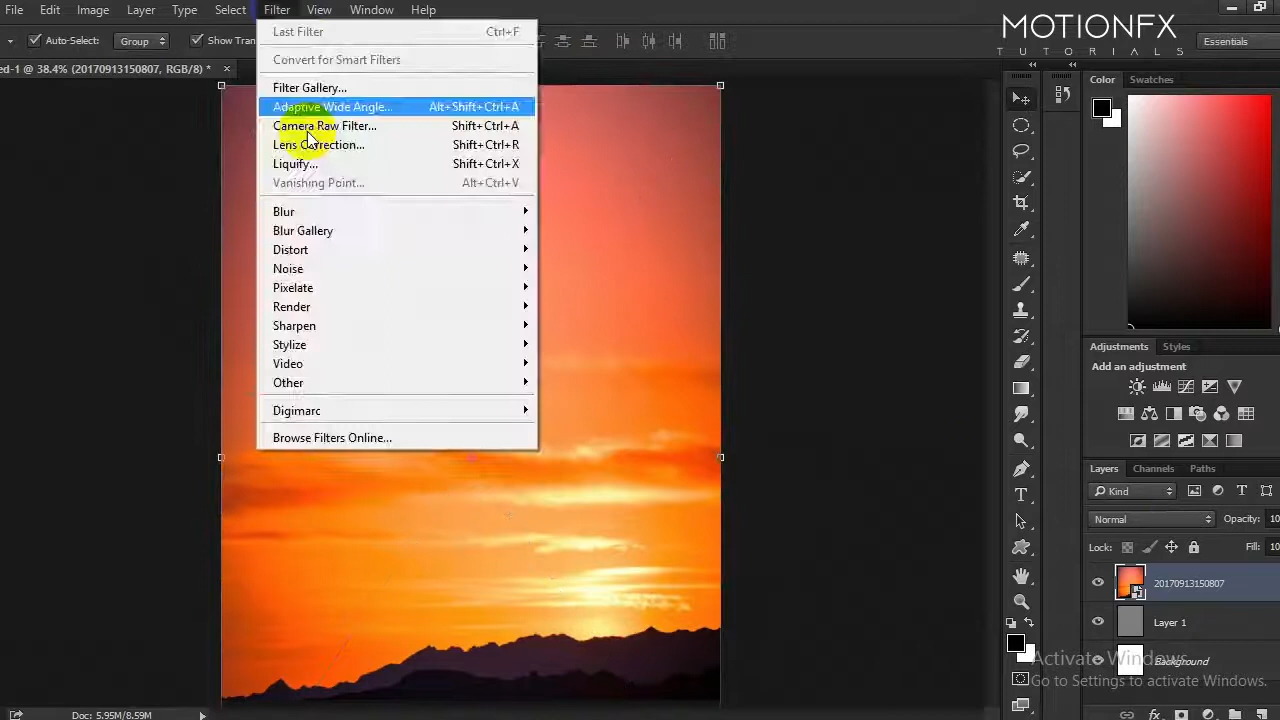 File Edit Image Layer Type Select Filter View Window Help
MOTIONFX
TUTORIALS
Auto-Select: Group Show Tran
Essentials
ed-1 @ 38.4% (20170913150807, RGB/8) * ×
Last Filter Ctrl+F
Convert for Smart Filters
Filter Gallery...
Adaptive Wide Angle... Alt+Shift+Ctrl+A
Camera Raw Filter... Shift+Ctrl+A
Lens Correction... Shift+Ctrl+R
Liquify... Shift+Ctrl+X
Vanishing Point... Alt+Ctrl+V
Blur
Blur Gallery
Distort
Noise
Pixelate
Render
Sharpen
Stylize
Video
Other
Digimarc
Browse Filters Online...
Color Swatches
Adjustments Styles
Add an adjustment
Layers Channels Paths
Kind
Normal Opacity: 10
Lock: Fill: 10
20170913150807
Layer 1
Background
Activate Windows
Go to Settings to activate Windows.
Doc: 5.95M/8.59M